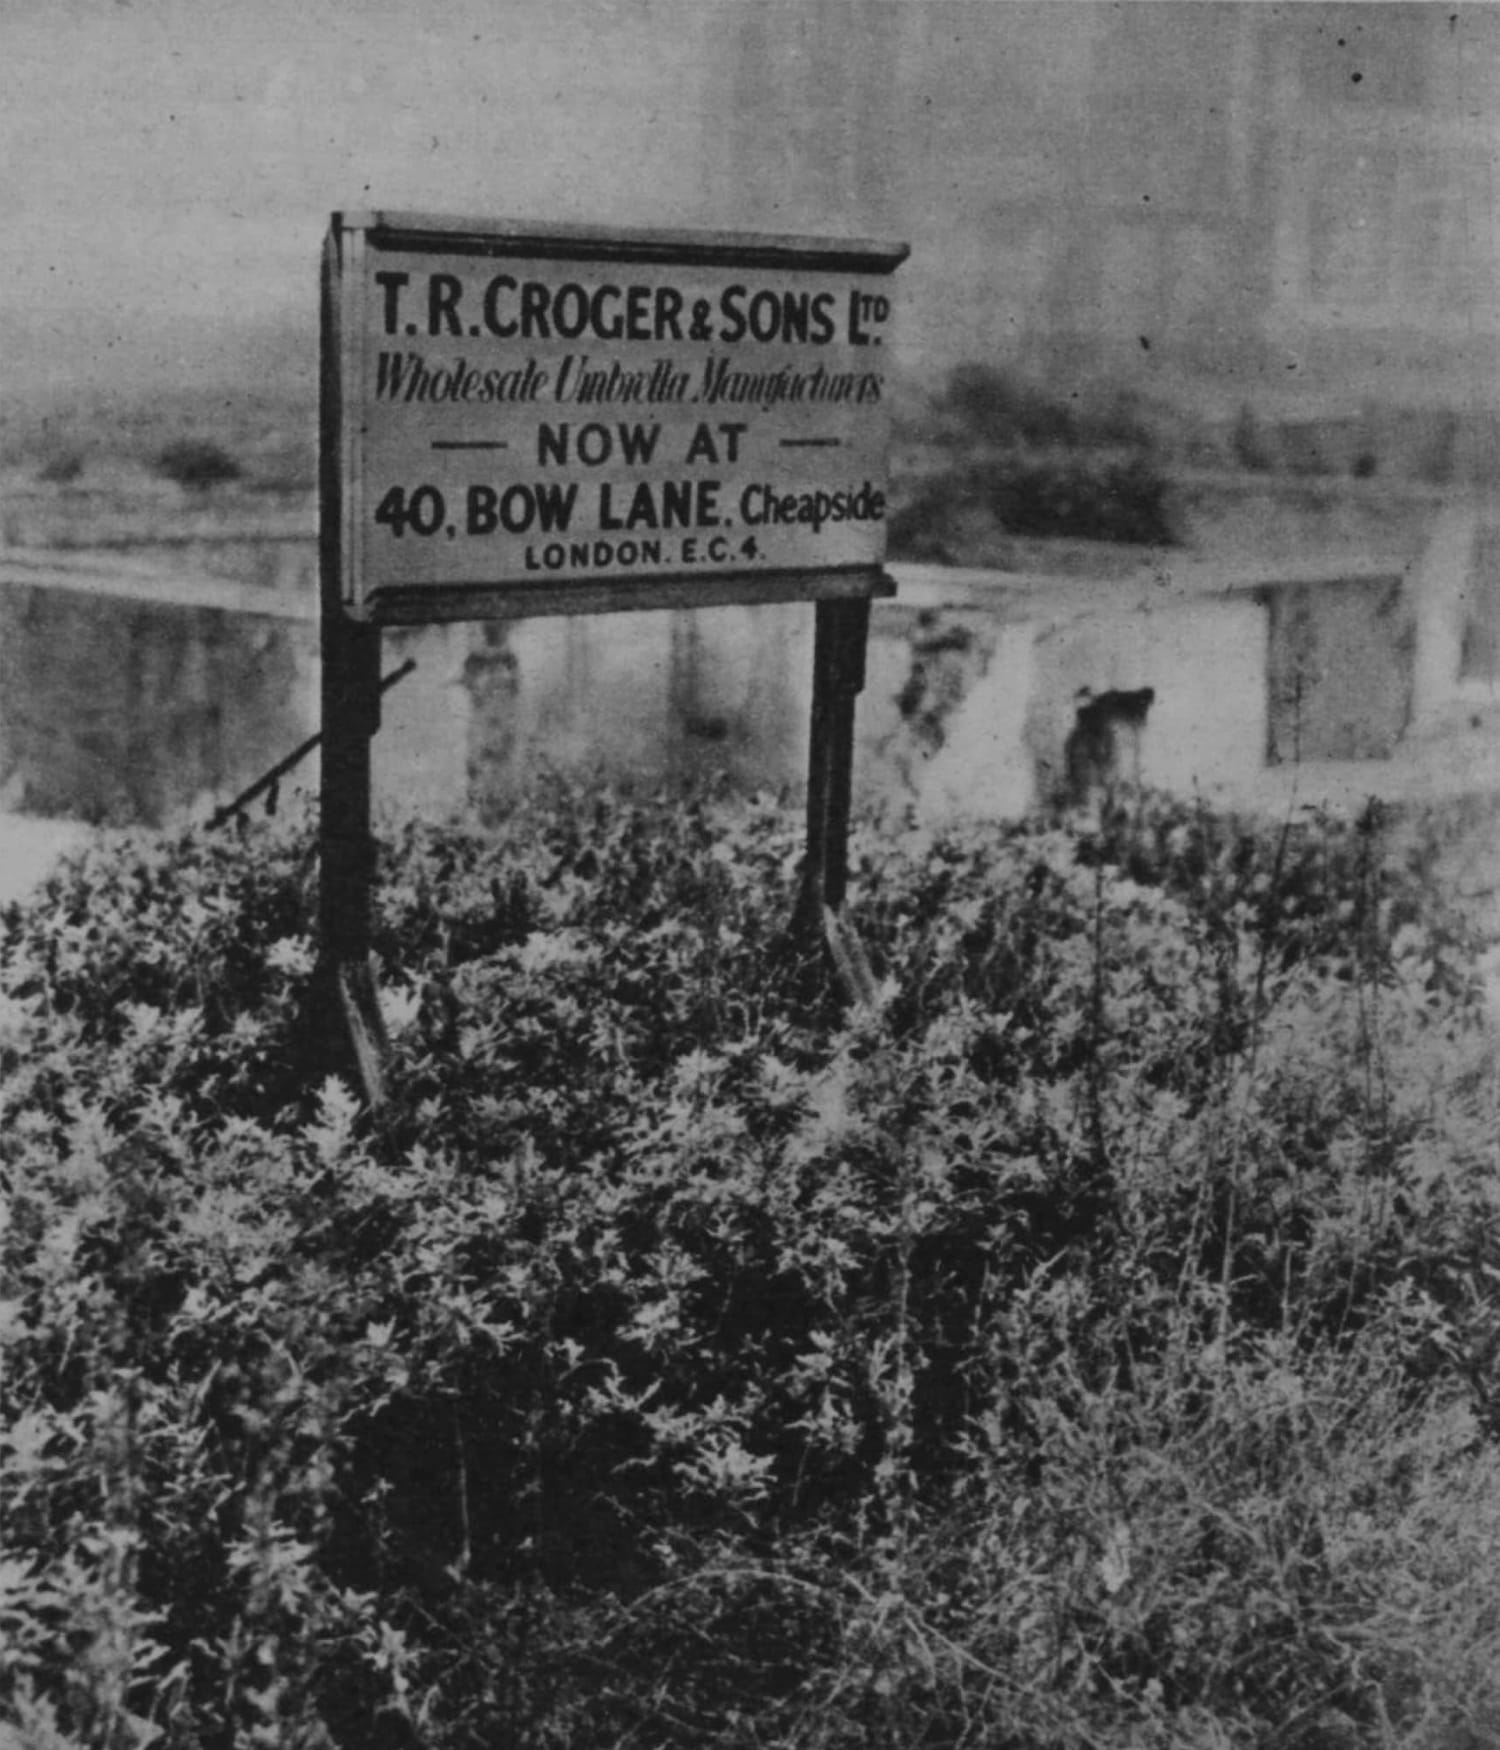 T. R. CROGER & SONS LTD.
Wholesale Umbrella Manufacturers
— NOW AT —
40, BOW LANE, Cheapside
LONDON. E.C.4.